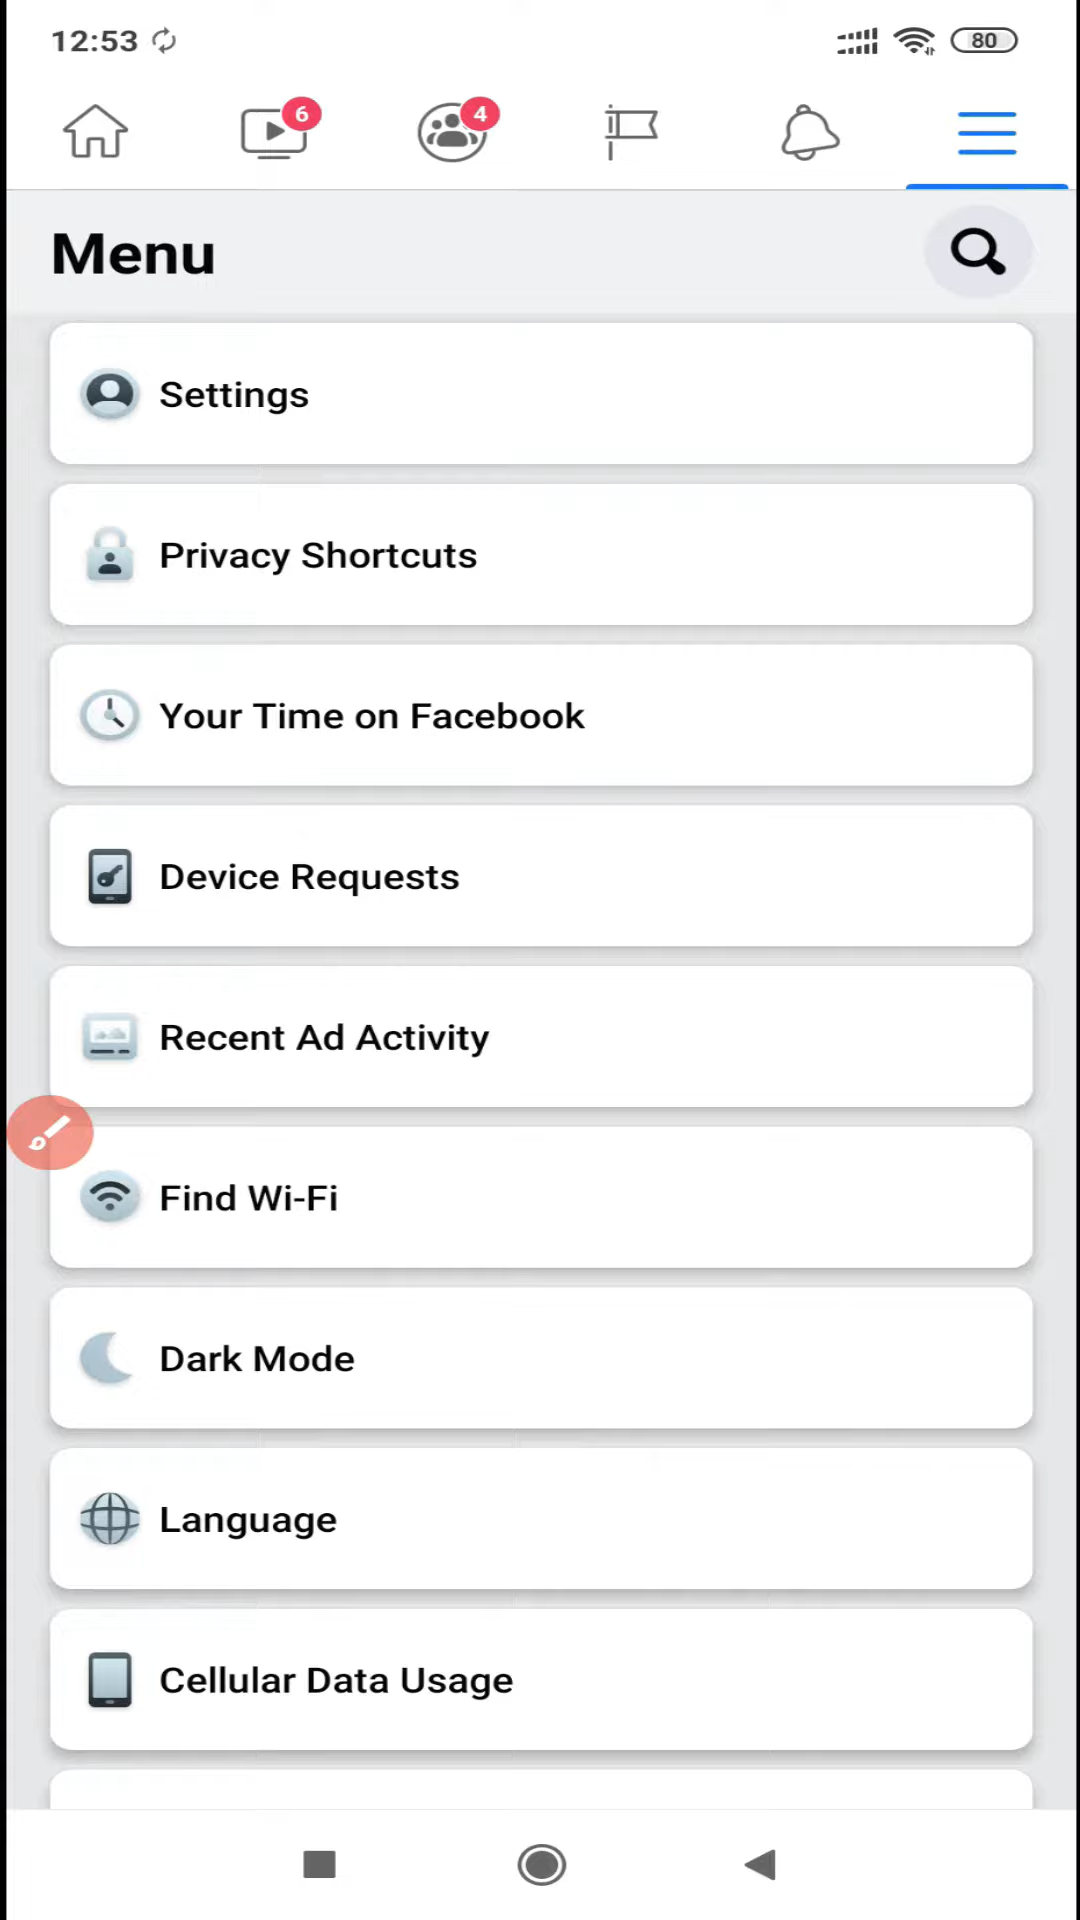 12:53
80
6
4
Menu
Settings
Privacy Shortcuts
Your Time on Facebook
Device Requests
Recent Ad Activity
Find Wi-Fi
Dark Mode
Language
Cellular Data Usage